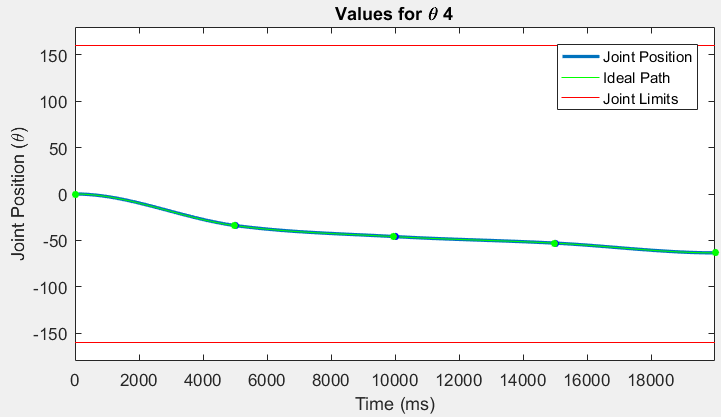 Values for θ 4
Joint Position (θ)
150
100
50
0
-50
-100
-150
Joint Position
Ideal Path
Joint Limits
0 2000 4000 6000 8000 10000 12000 14000 16000 18000
Time (ms)